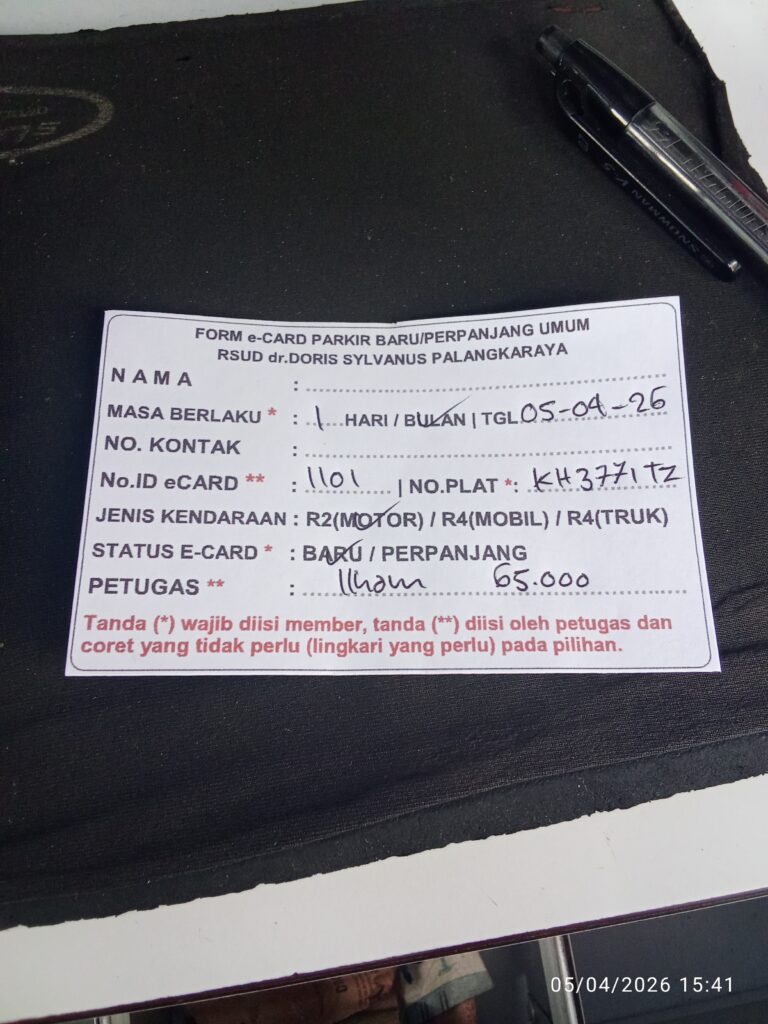 FORM e-CARD PARKIR BARU/PERPANJANG UMUM
RSUD dr.DORIS SYLVANUS PALANGKARAYA
NAMA :
MASA BERLAKU * : 1 HARI / BULAN | TGL 05-04-26
NO. KONTAK :
No.ID eCARD ** : 1101 | NO.PLAT *: KH3771TZ
JENIS KENDARAAN : R2(MOTOR) / R4(MOBIL) / R4(TRUK)
STATUS E-CARD * : BARU / PERPANJANG
PETUGAS ** : Ilham 65.000
Tanda (*) wajib diisi member, tanda (**) diisi oleh petugas dan
coret yang tidak perlu (lingkari yang perlu) pada pilihan.
SNOWMAN V-5
05/04/2026 15:41